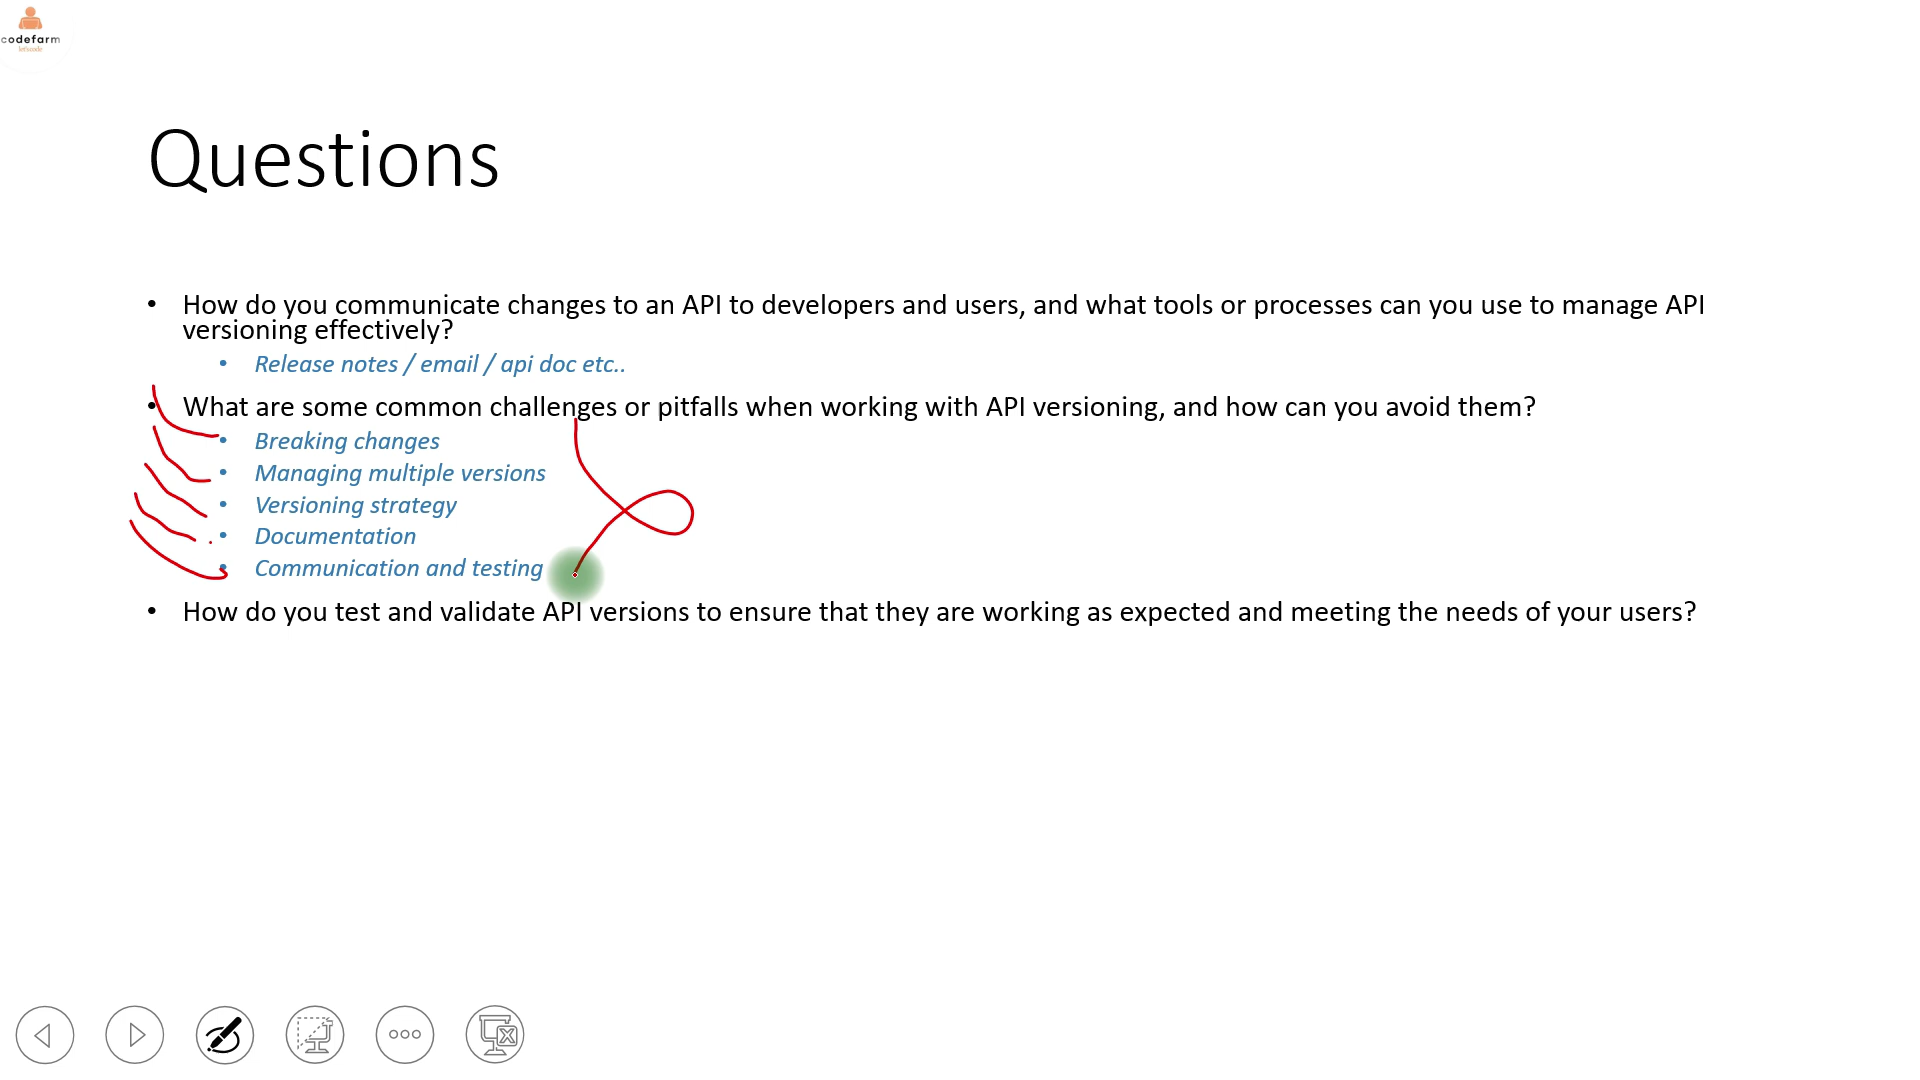 codefarm
let'scode
Questions
• How do you communicate changes to an API to developers and users, and what tools or processes can you use to manage API
versioning effectively?
• Release notes / email / api doc etc..
• What are some common challenges or pitfalls when working with API versioning, and how can you avoid them?
• Breaking changes
• Managing multiple versions
• Versioning strategy
• Documentation
• Communication and testing
• How do you test and validate API versions to ensure that they are working as expected and meeting the needs of your users?